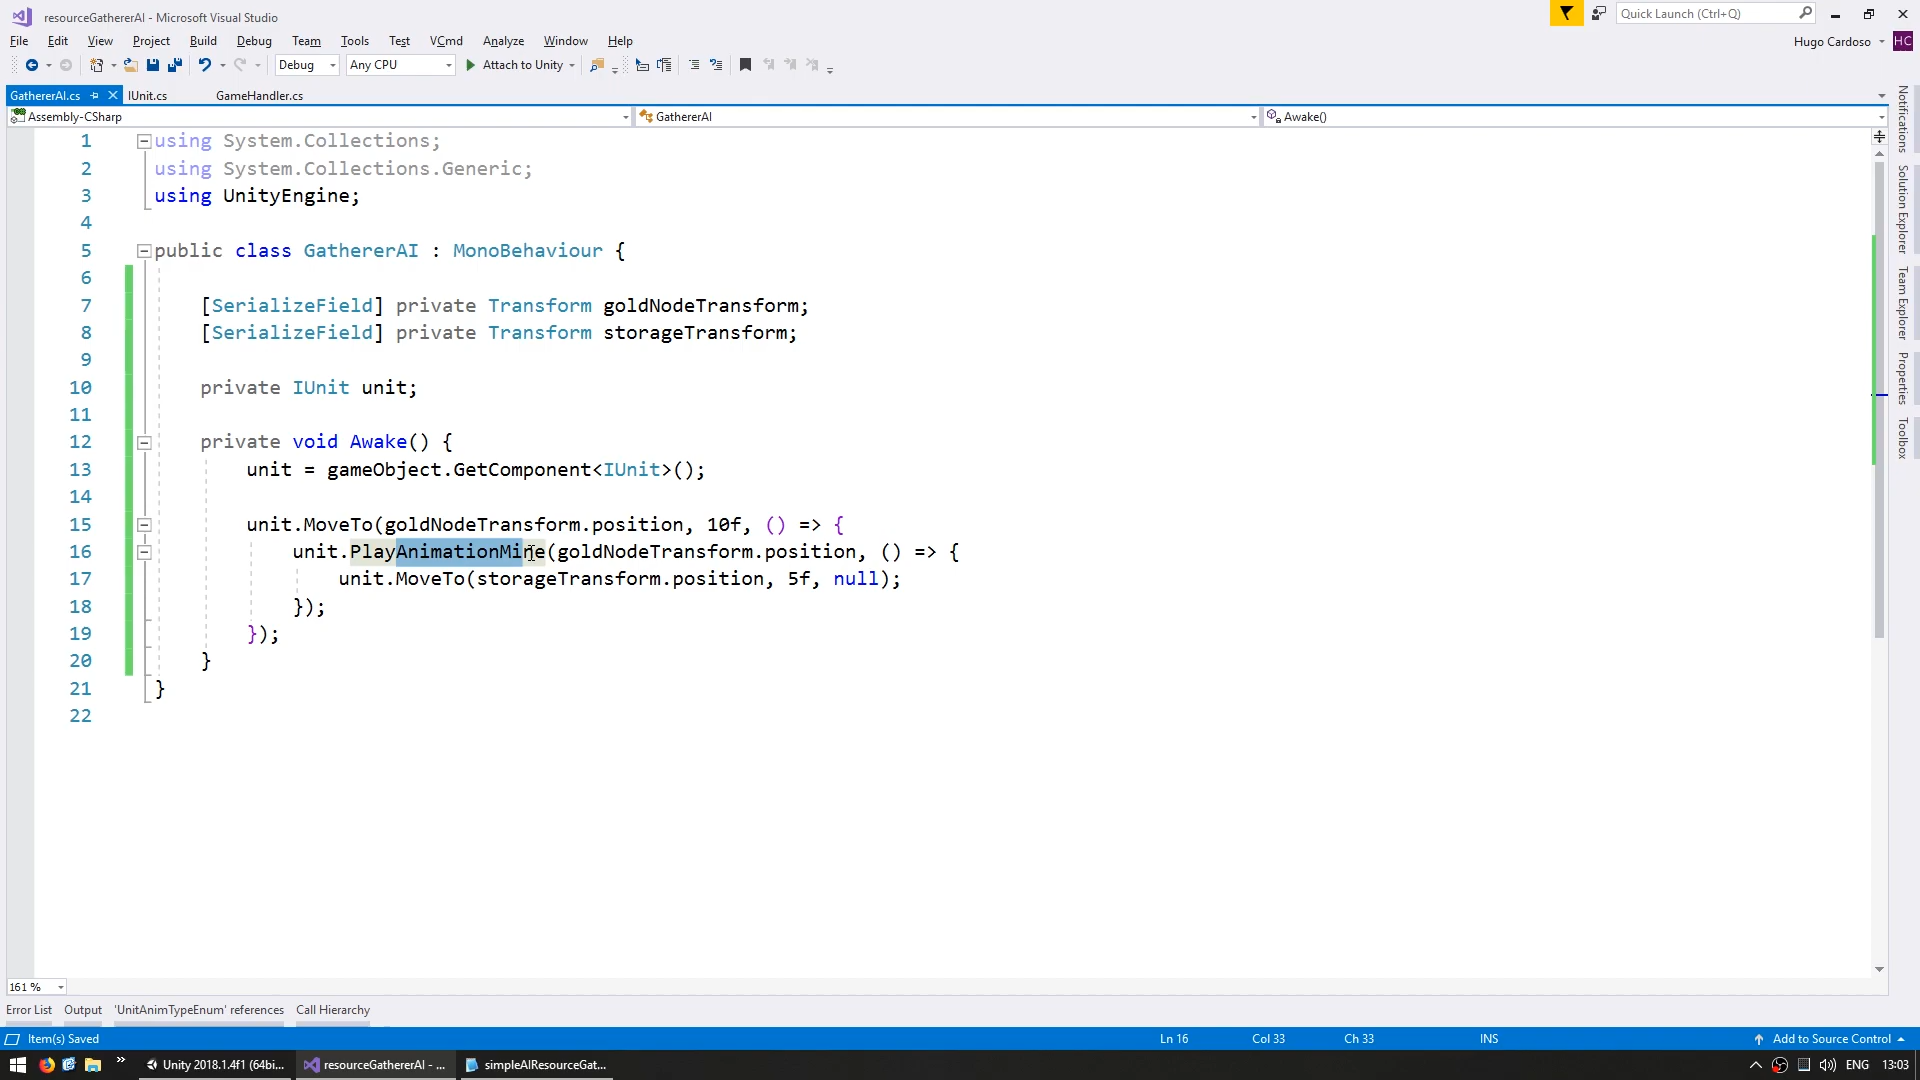 resourceGathererAI - Microsoft Visual Studio
Quick Launch (Ctrl+Q)
File Edit View Project Build Debug Team Tools Test VCmd Analyze Window Help
Hugo Cardoso HC
Debug Any CPU Attach to Unity
GathererAI.cs IUnit.cs GameHandler.cs
Assembly-CSharp GathererAI Awake()
1 using System.Collections;
2 using System.Collections.Generic;
3 using UnityEngine;
4
5 public class GathererAI : MonoBehaviour {
6
7 [SerializeField] private Transform goldNodeTransform;
8 [SerializeField] private Transform storageTransform;
9
10 private IUnit unit;
11
12 private void Awake() {
13 unit = gameObject.GetComponent<IUnit>();
14
15 unit.MoveTo(goldNodeTransform.position, 10f, () => {
16 unit.PlayAnimationMine(goldNodeTransform.position, () => {
17 unit.MoveTo(storageTransform.position, 5f, null);
18 });
19 });
20 }
21 }
22
Notifications
Solution Explorer
Team Explorer
Properties
Toolbox
161 %
Error List Output 'UnitAnimTypeEnum' references Call Hierarchy
Item(s) Saved Ln 16 Col 33 Ch 33 INS Add to Source Control
Unity 2018.1.4f1 (64bi... resourceGathererAI - ... simpleAIResourceGat... ENG 13:03